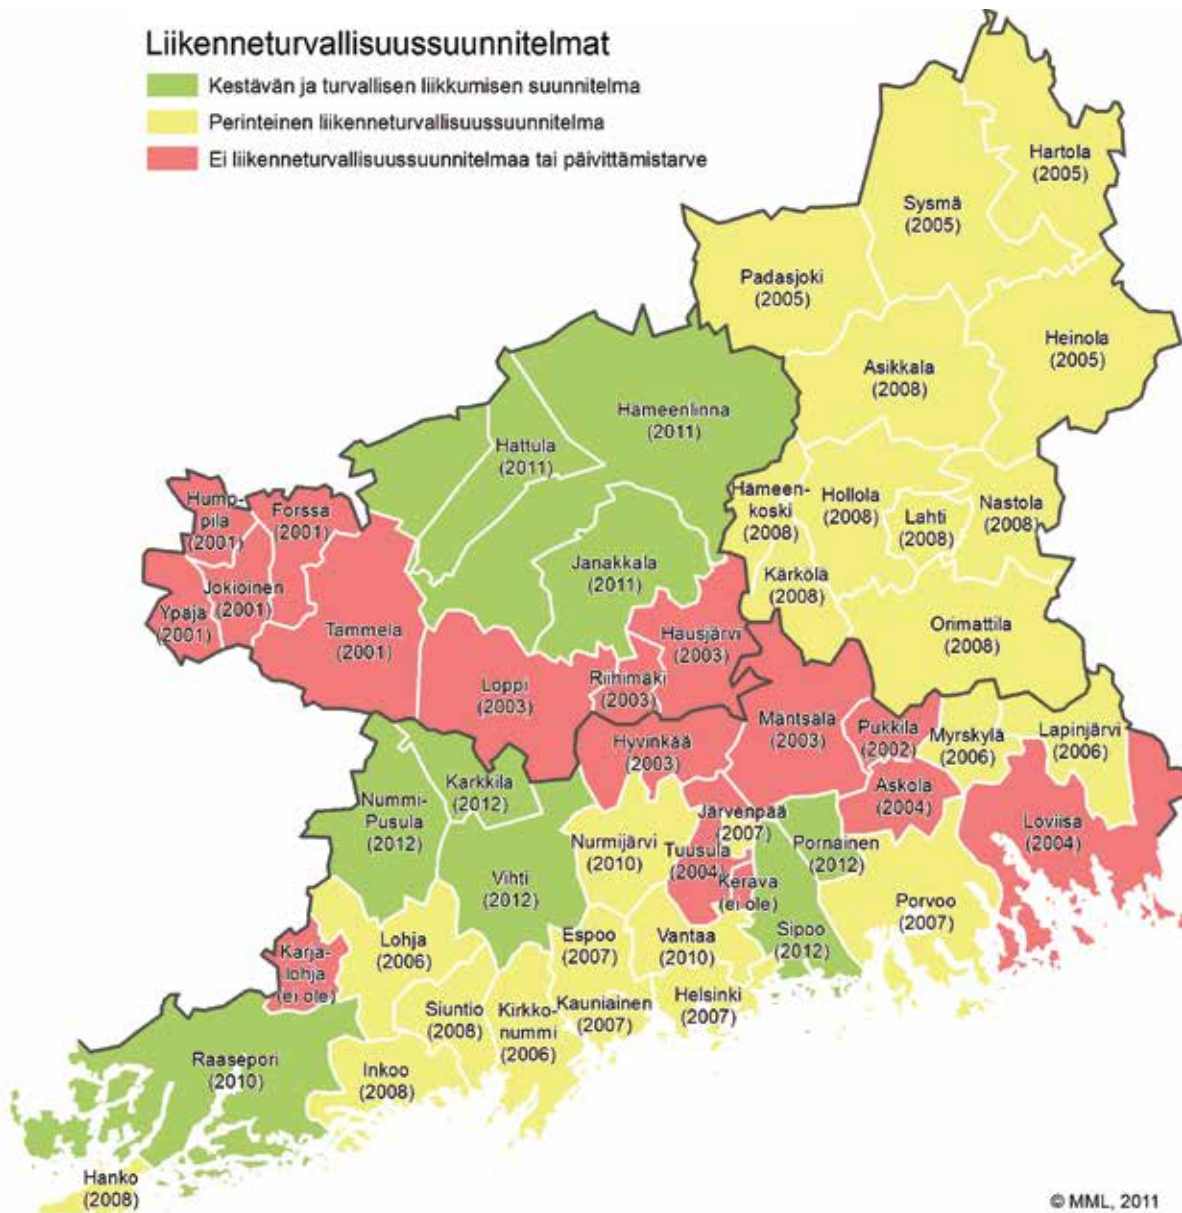 Liikenneturvallisuussuunnitelmat
Kestävän ja turvallisen liikkumisen suunnitelma
Perinteinen liikenneturvallisuussuunnitelma
Ei liikenneturvallisuussuunnitelmaa tai päivittämistarve
Hartola
(2005)
Sysmä
(2005)
Padasjoki
(2005)
Heinola
(2005)
Asikkala
(2008)
Hämeenlinna
(2011)
Hattula
(2011)
Hämeen-
koski
(2008)
Hollola
(2008)
Lahti
(2008)
Nastola
(2008)
Hump-
pila
(2001)
Forssa
(2001)
Janakkala
(2011)
Kärkölä
(2008)
Ypäjä
(2001)
Jokioinen
(2001)
Tammela
(2001)
Hausjärvi
(2003)
Orimattila
(2008)
Loppi
(2003)
Riihimäki
(2003)
Mäntsälä
(2003)
Pukkila
(2002)
Myrskylä
(2006)
Lapinjärvi
(2006)
Hyvinkää
(2003)
Karkkila
(2012)
Askola
(2004)
Nummi-
Pusula
(2012)
Järvenpää
(2007)
Loviisa
(2004)
Nurmijärvi
(2010)
Tuusula
(2004)
Pornainen
(2012)
Vihti
(2012)
Kerava
(ei ole)
Porvoo
(2007)
Lohja
(2006)
Espoo
(2007)
Vantaa
(2010)
Sipoo
(2012)
Karja-
lohja
(ei ole)
Siuntio
(2008)
Kirkko-
nummi
(2006)
Kauniainen
(2007)
Helsinki
(2007)
Raasepori
(2010)
Inkoo
(2008)
Hanko
(2008)
© MML, 2011